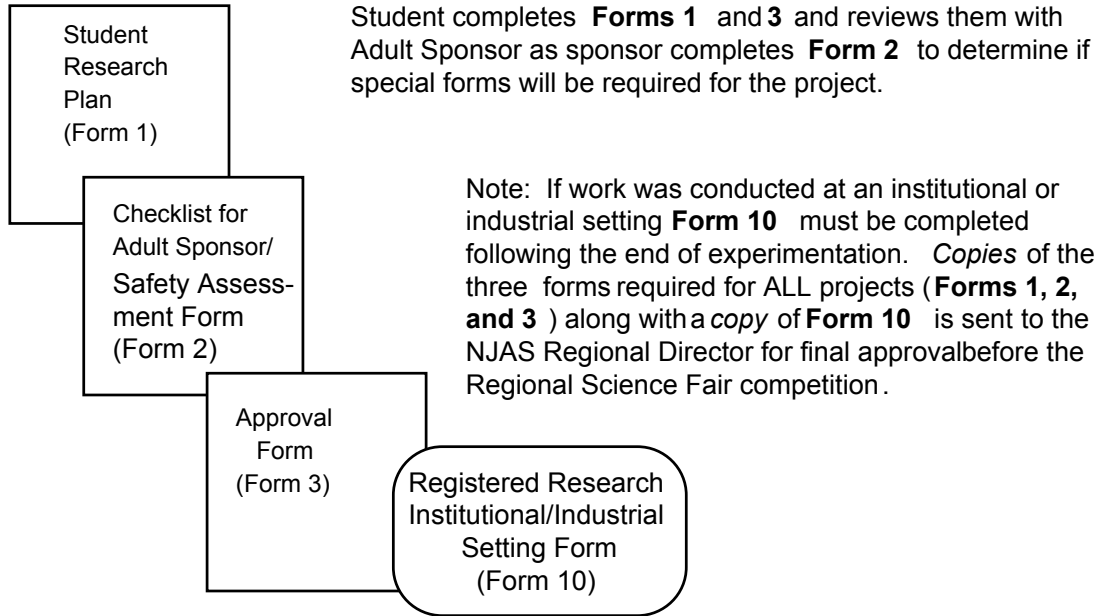 Student completes Forms 1 and 3 and reviews them with
Adult Sponsor as sponsor completes Form 2 to determine if
special forms will be required for the project.
Student
Research
Plan
(Form 1)
Note: If work was conducted at an institutional or
industrial setting Form 10 must be completed
following the end of experimentation. Copies of the
three forms required for ALL projects (Forms 1, 2,
and 3 ) along with a copy of Form 10 is sent to the
NJAS Regional Director for final approvalbefore the
Regional Science Fair competition.
Checklist for
Adult Sponsor/
Safety Assess-
ment Form
(Form 2)
Approval
Form
(Form 3)
Registered Research
Institutional/Industrial
Setting Form
(Form 10)